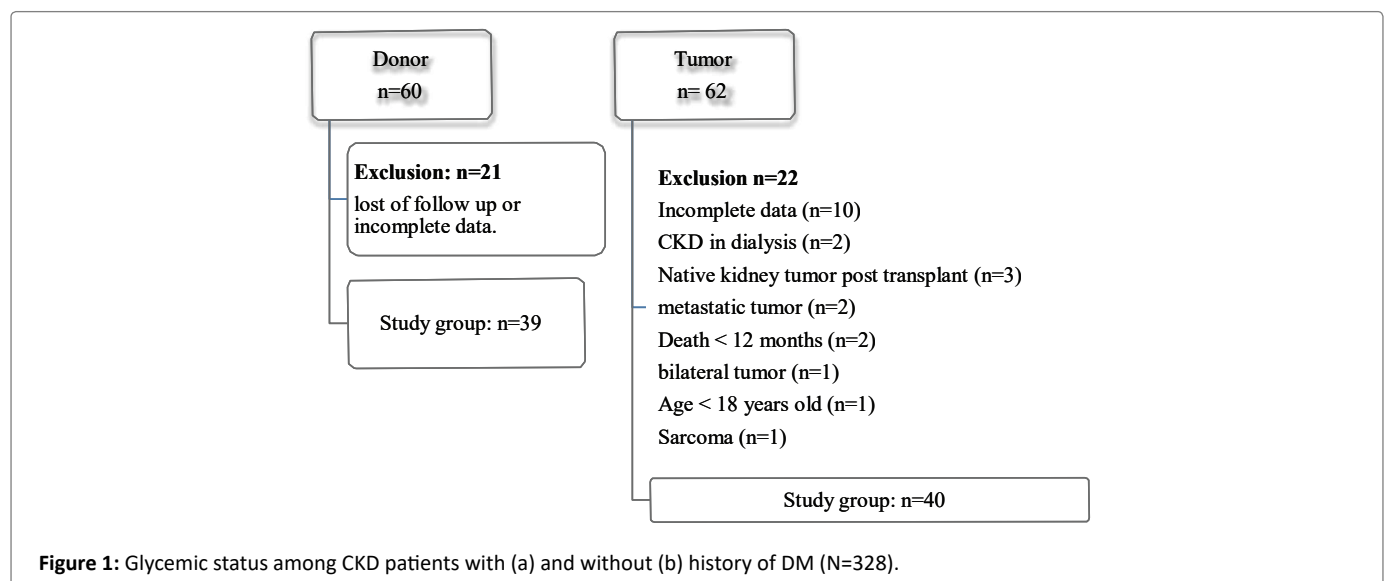 Donor
n=60
Exclusion: n=21
lost of follow up or
incomplete data.
Study group: n=39
Tumor
n= 62
Exclusion n=22
Incomplete data (n=10)
CKD in dialysis (n=2)
Native kidney tumor post transplant (n=3)
metastatic tumor (n=2)
Death < 12 months (n=2)
bilateral tumor (n=1)
Age < 18 years old (n=1)
Sarcoma (n=1)
Study group: n=40
Figure 1: Glycemic status among CKD patients with (a) and without (b) history of DM (N=328).